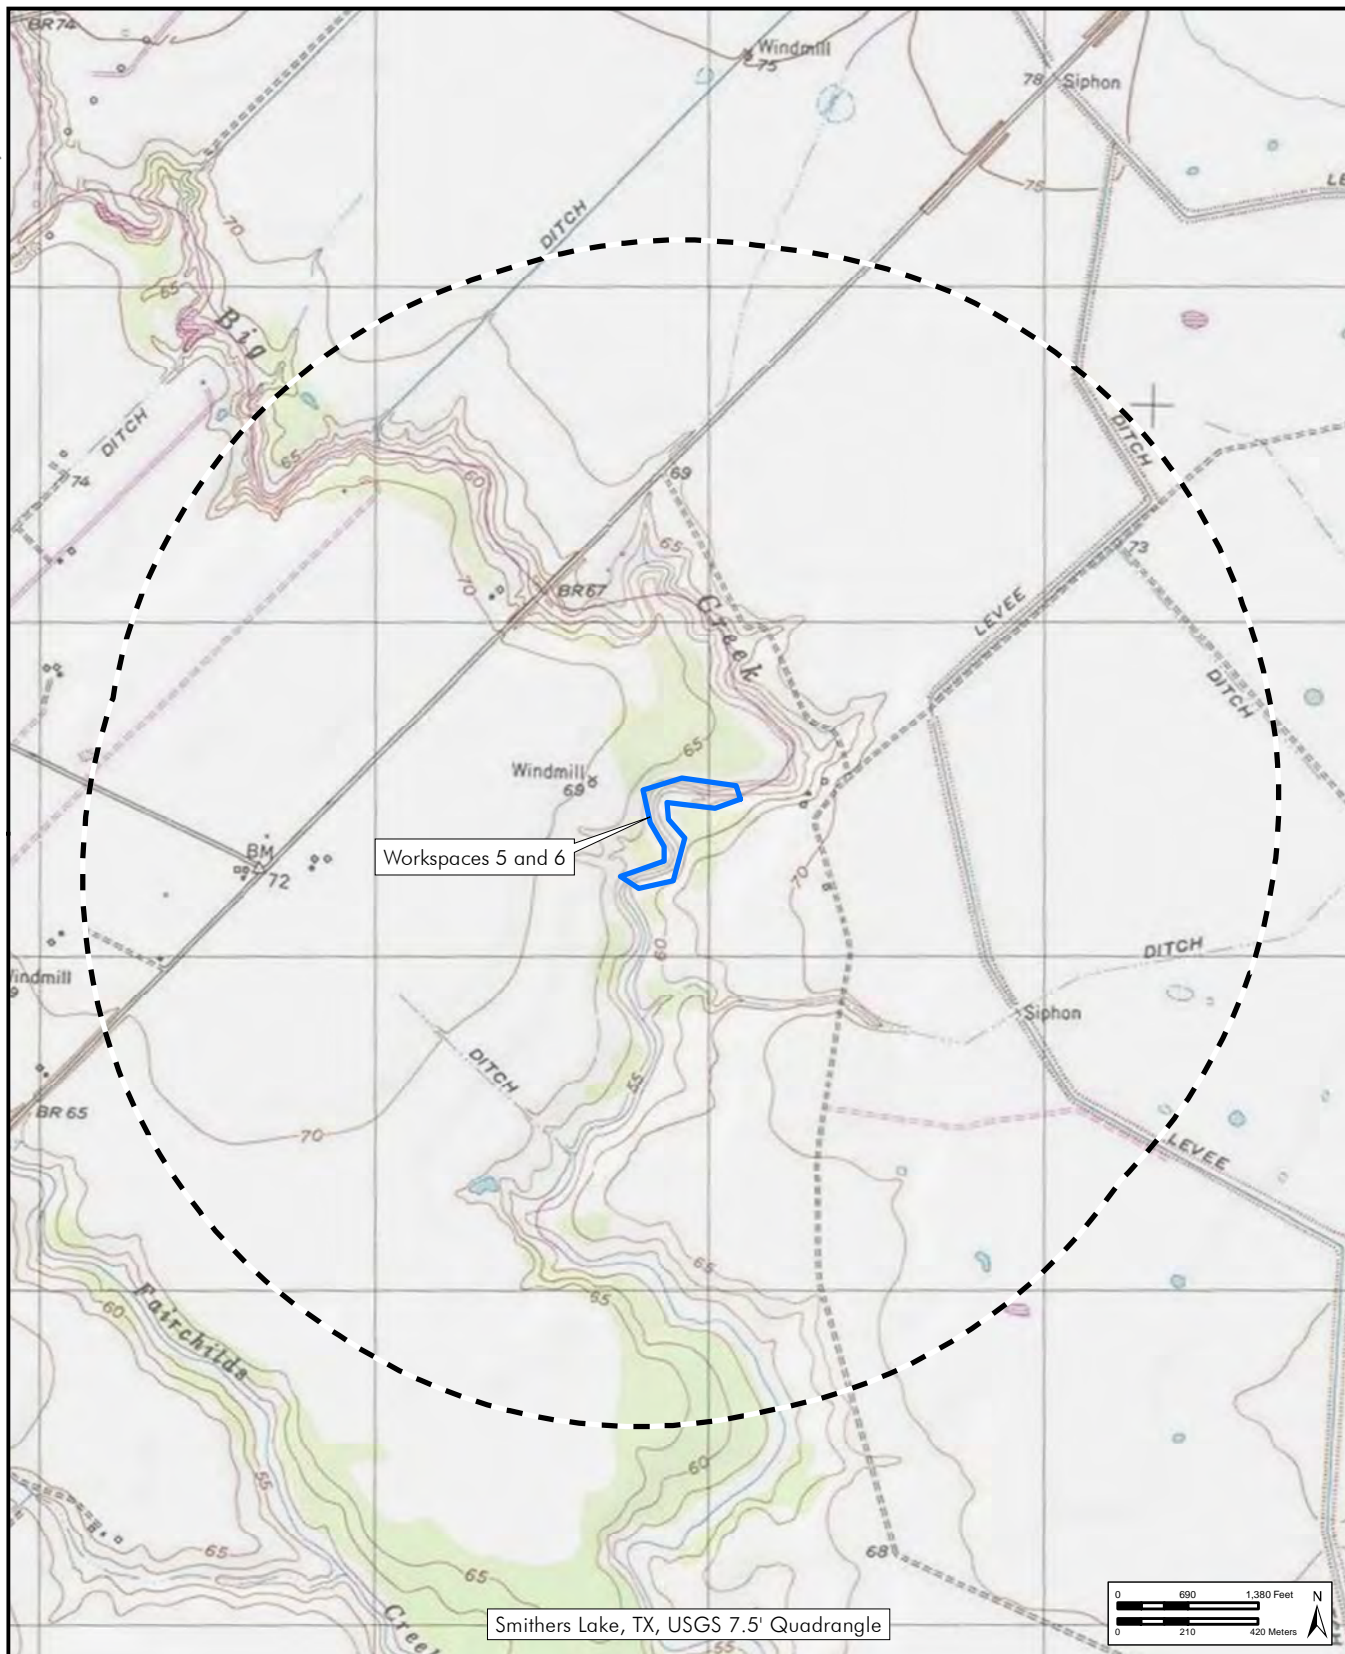 BR74
Windmill
75
78
Siphon
LE
75
70
DITCH
65
Big
DITCH
74
65
60
69
DITCH
65
73
70
BR67
Creek
LEVEE
DITCH
65
Windmill
69
Workspaces 5 and 6
BM
72
70
60
DITCH
indmill
9
Siphon
DITCH
55
BR 65
70
LEVEE
65
65
Fairchilds
60
55
60
65
65
68
Creek
55
Smithers Lake, TX, USGS 7.5' Quadrangle
0 690 1,380 Feet
N
0 210 420 Meters